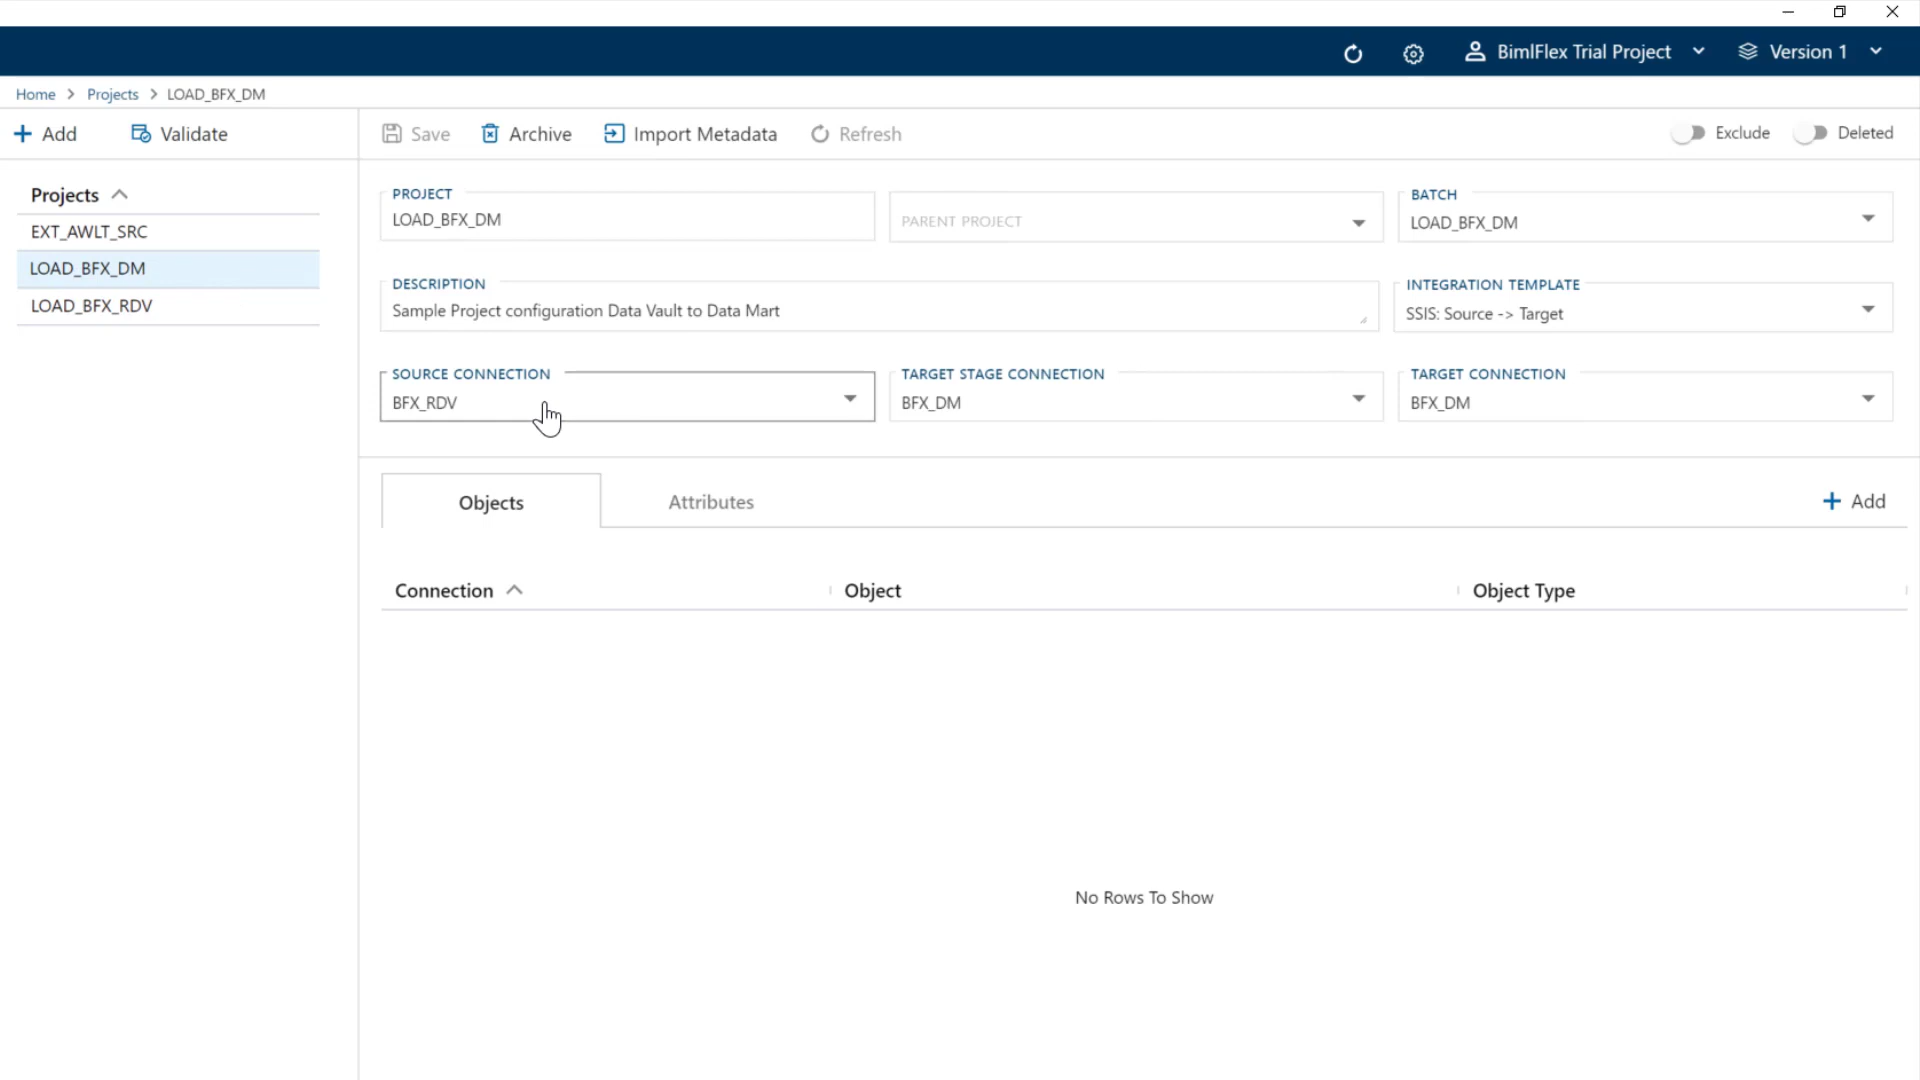 BimlFlex Trial Project
Version 1
Home > Projects > LOAD_BFX_DM
+ Add
Validate
Save
Archive
Import Metadata
Refresh
Exclude
Deleted
Projects
EXT_AWLT_SRC
LOAD_BFX_DM
LOAD_BFX_RDV
PROJECT
LOAD_BFX_DM
PARENT PROJECT
BATCH
LOAD_BFX_DM
DESCRIPTION
Sample Project configuration Data Vault to Data Mart
INTEGRATION TEMPLATE
SSIS: Source -> Target
SOURCE CONNECTION
BFX_RDV
TARGET STAGE CONNECTION
BFX_DM
TARGET CONNECTION
BFX_DM
Objects
Attributes
+ Add
Connection
Object
Object Type
No Rows To Show